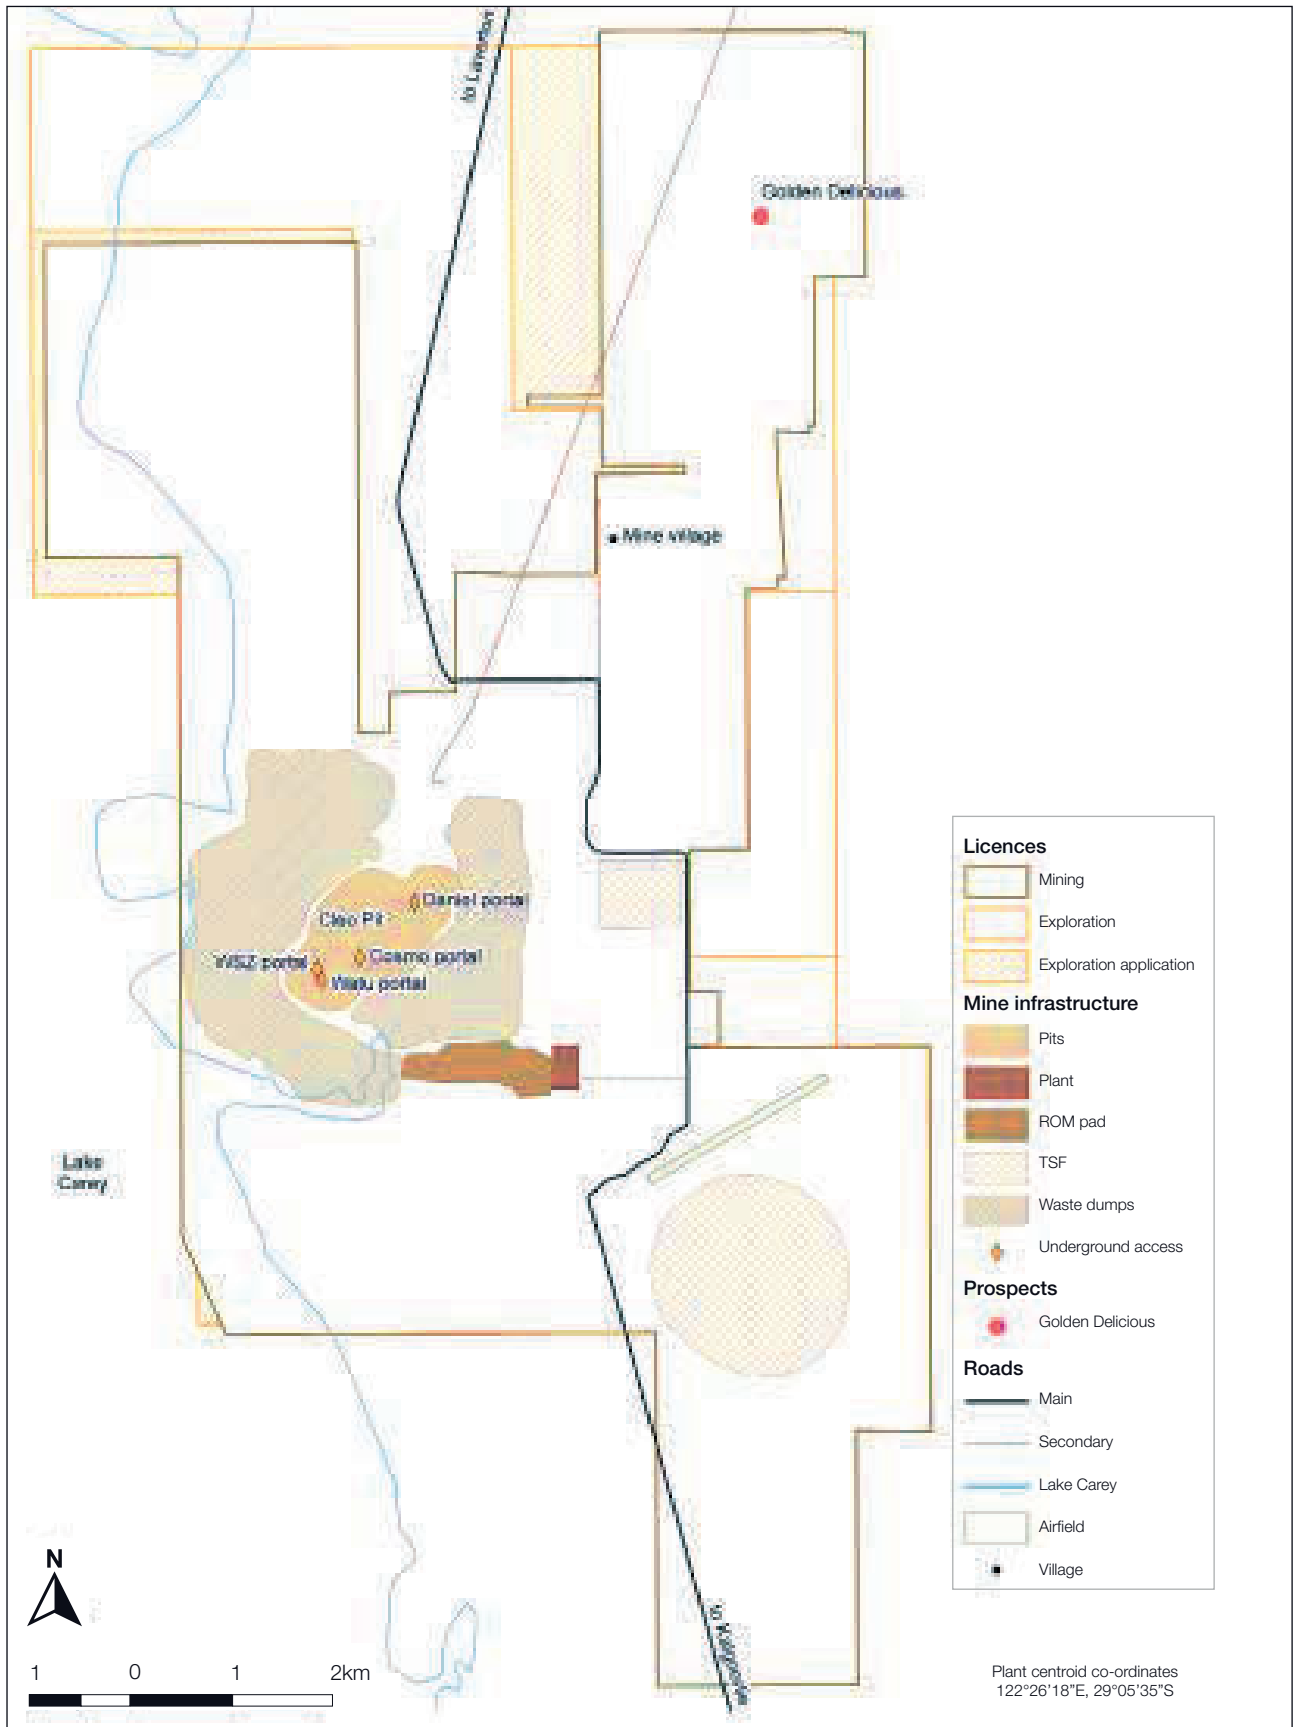 to Laverton
Golden Delicious
Mine village
Daniel portal
Cleo Pit
Cosmo portal
WSZ portal
Watu portal
Lake
Carey
to Kalgoorlie
Licences
Mining
Exploration
Exploration application
Mine infrastructure
Pits
Plant
ROM pad
TSF
Waste dumps
Underground access
Prospects
Golden Delicious
Roads
Main
Secondary
Lake Carey
Airfield
Village
N
1 0 1 2km
Plant centroid co-ordinates
122°26'18"E, 29°05'35"S